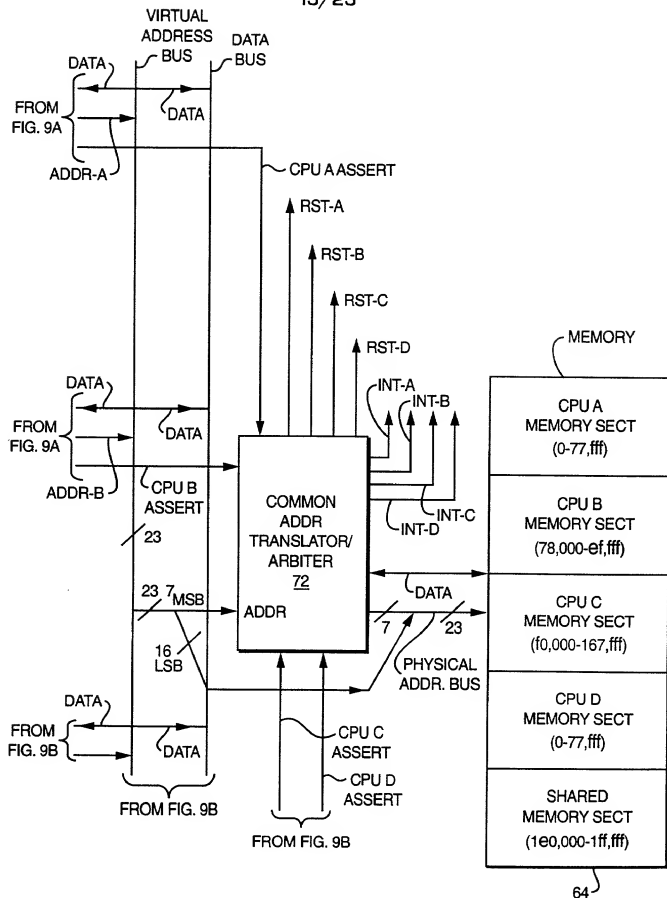 13/23
VIRTUAL
ADDRESS
BUS
DATA
BUS
DATA
DATA
FROM
FIG. 9A
ADDR-A
CPU A ASSERT
RST-A
RST-B
RST-C
RST-D
INT-A
INT-B
INT-C
INT-D
MEMORY
CPU A
MEMORY SECT
(0-77,fff)
CPU B
MEMORY SECT
(78,000-ef,fff)
CPU C
MEMORY SECT
(f0,000-167,fff)
CPU D
MEMORY SECT
(0-77,fff)
SHARED
MEMORY SECT
(1e0,000-1ff,fff)
64
DATA
DATA
FROM
FIG. 9A
ADDR-B
CPU B
ASSERT
23
COMMON
ADDR
TRANSLATOR/
ARBITER
72
ADDR
23
7
MSB
16
LSB
DATA
7
23
PHYSICAL
ADDR. BUS
DATA
DATA
FROM
FIG. 9B
FROM FIG. 9B
CPU C
ASSERT
CPU D
ASSERT
FROM FIG. 9B